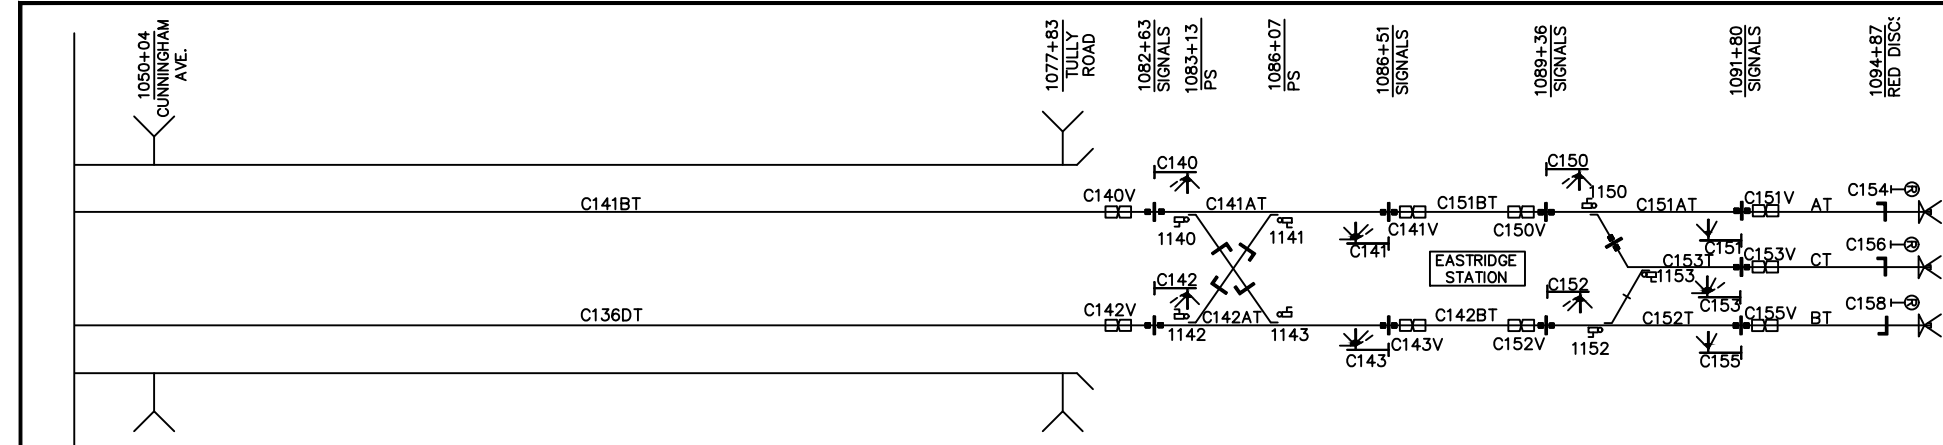 1050+04
CUNNINGHAM
AVE.
1077+83
TULLY
ROAD
1082+63
SIGNALS
1083+13
PS
1086+07
PS
1086+51
SIGNALS
1089+36
SIGNALS
1091+80
SIGNALS
1094+87
C140
C150
C140V
C141BT
C141AT
C151BT
1150
C151AT
C151V
AT
C154
R
1140
1141
C141V
C150V
C141
C151
C156
R
EASTRIDGE
STATION
C153T
C153V
CT
C142
1153
C152
C153
C158
R
C142V
C136DT
C142AT
C142BT
C152T
C155V
BT
1142
1143
C143V
C152V
1152
C143
C155
RED DISC